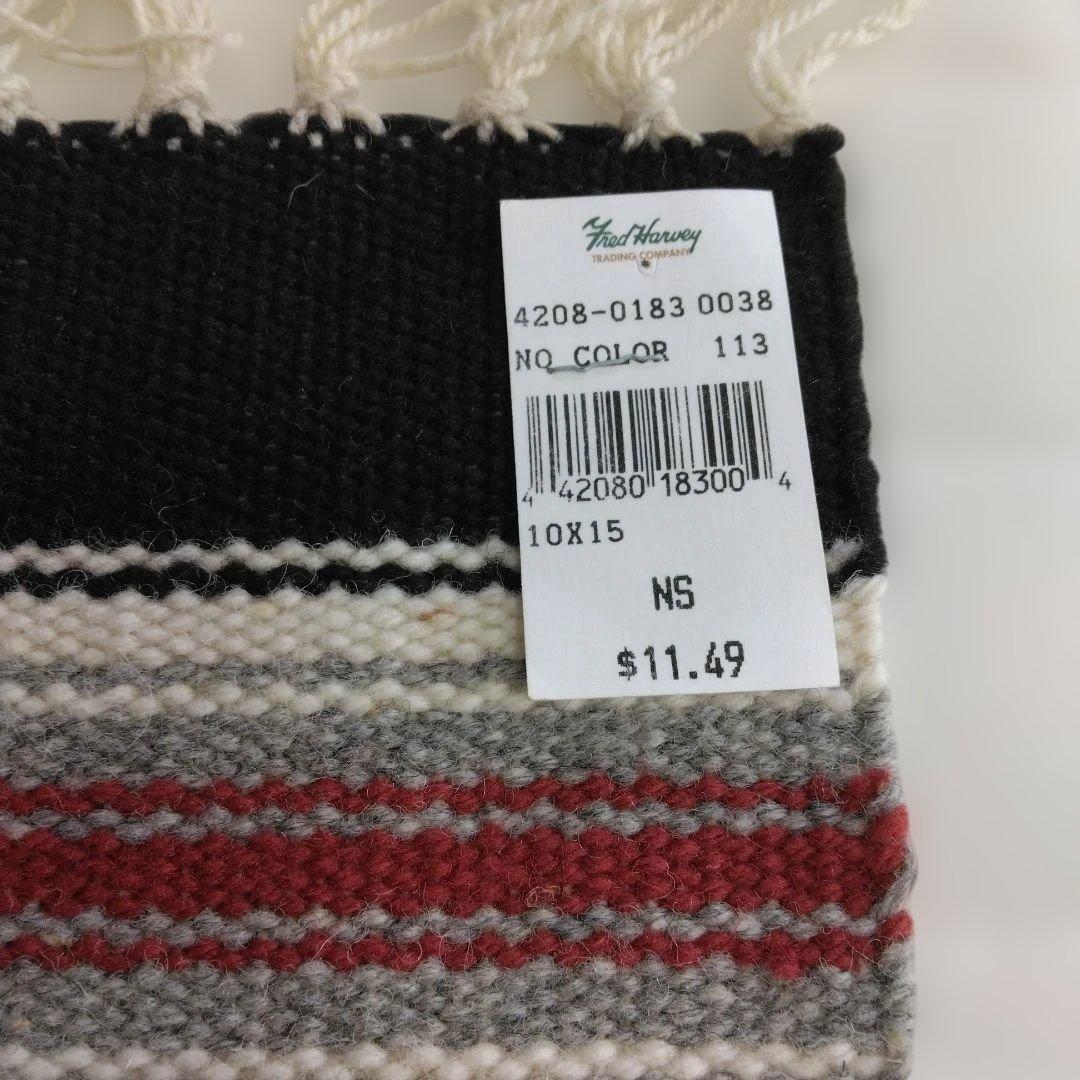 Fred Harvey
TRADING COMPANY
4208-0183 0038
NO COLOR 113
4 42080 18300 4
10X15
NS
$11.49